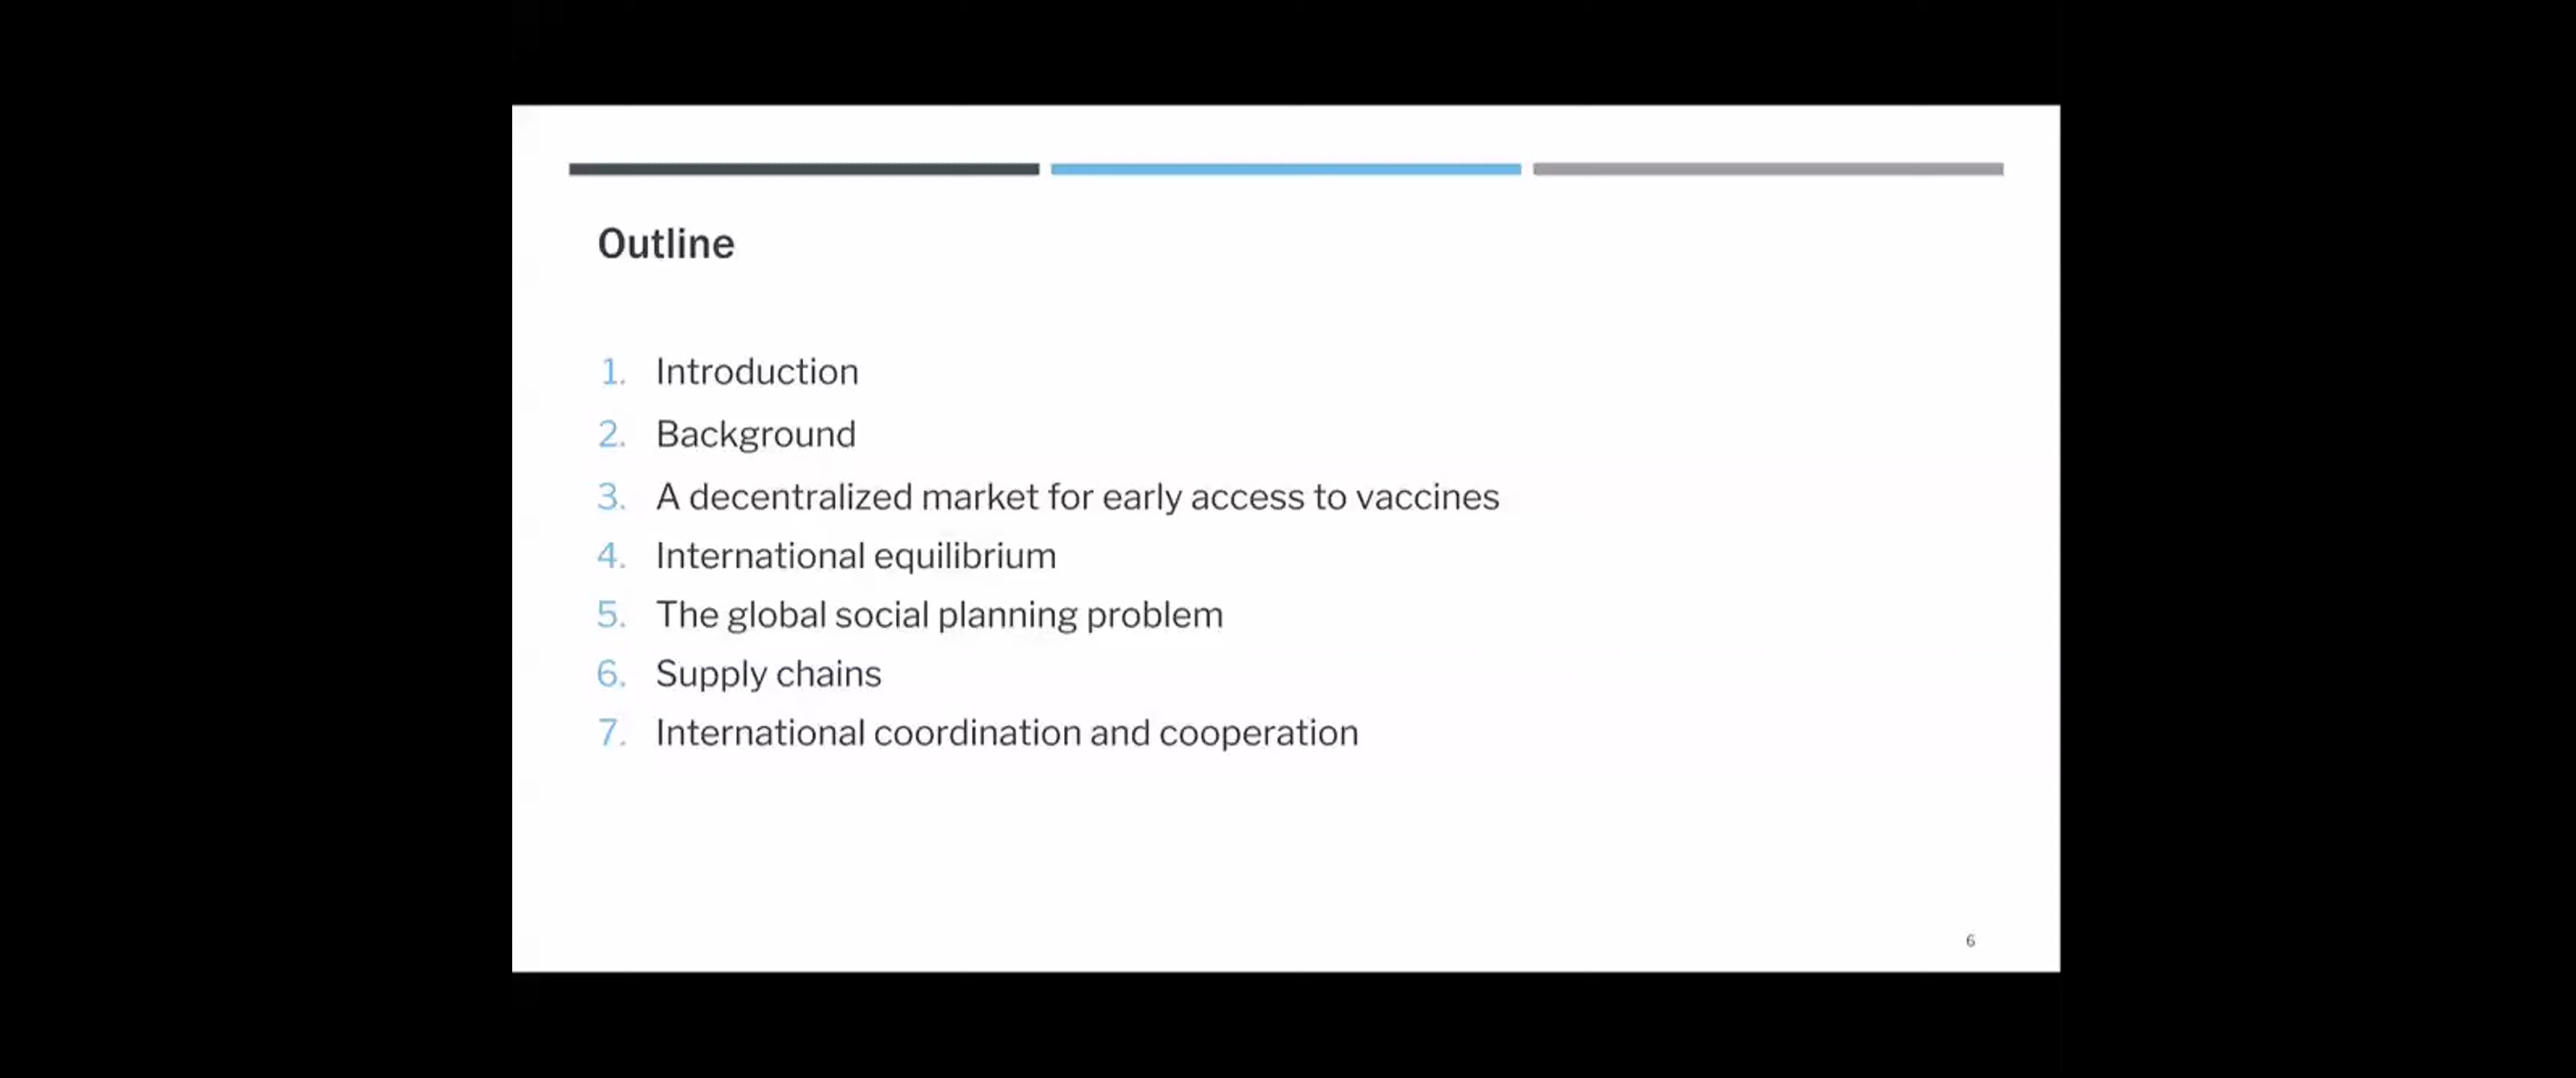 Outline
1. Introduction
2. Background
3. A decentralized market for early access to vaccines
4. International equilibrium
5. The global social planning problem
6. Supply chains
7. International coordination and cooperation
6